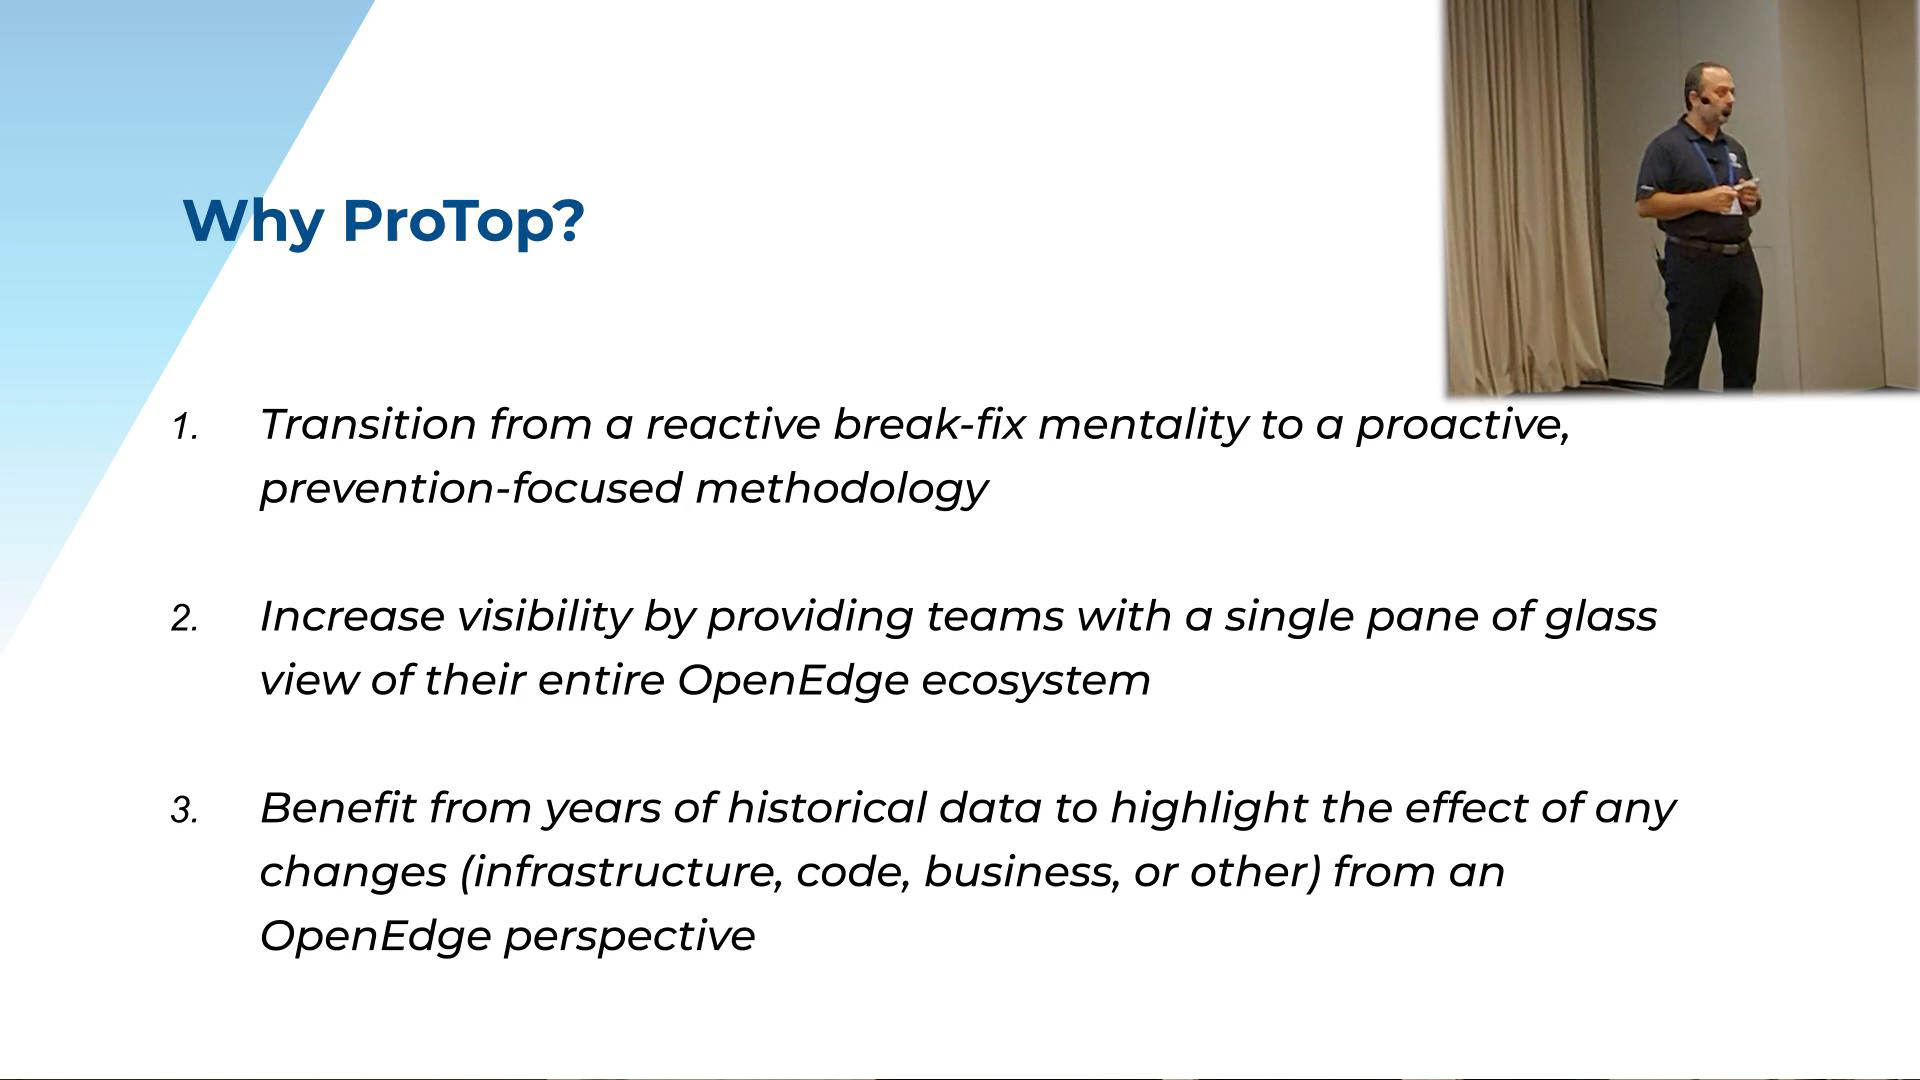 Why ProTop?
1. Transition from a reactive break-fix mentality to a proactive,
prevention-focused methodology
2. Increase visibility by providing teams with a single pane of glass
view of their entire OpenEdge ecosystem
3. Benefit from years of historical data to highlight the effect of any
changes (infrastructure, code, business, or other) from an
OpenEdge perspective